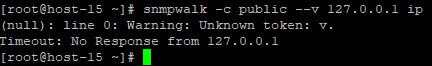 [root@host-15 ~]# snmpwalk -c public --v 127.0.0.1 ip
(null): line 0: Warning: Unknown token: v.
Timeout: No Response from 127.0.0.1
[root@host-15 ~]#